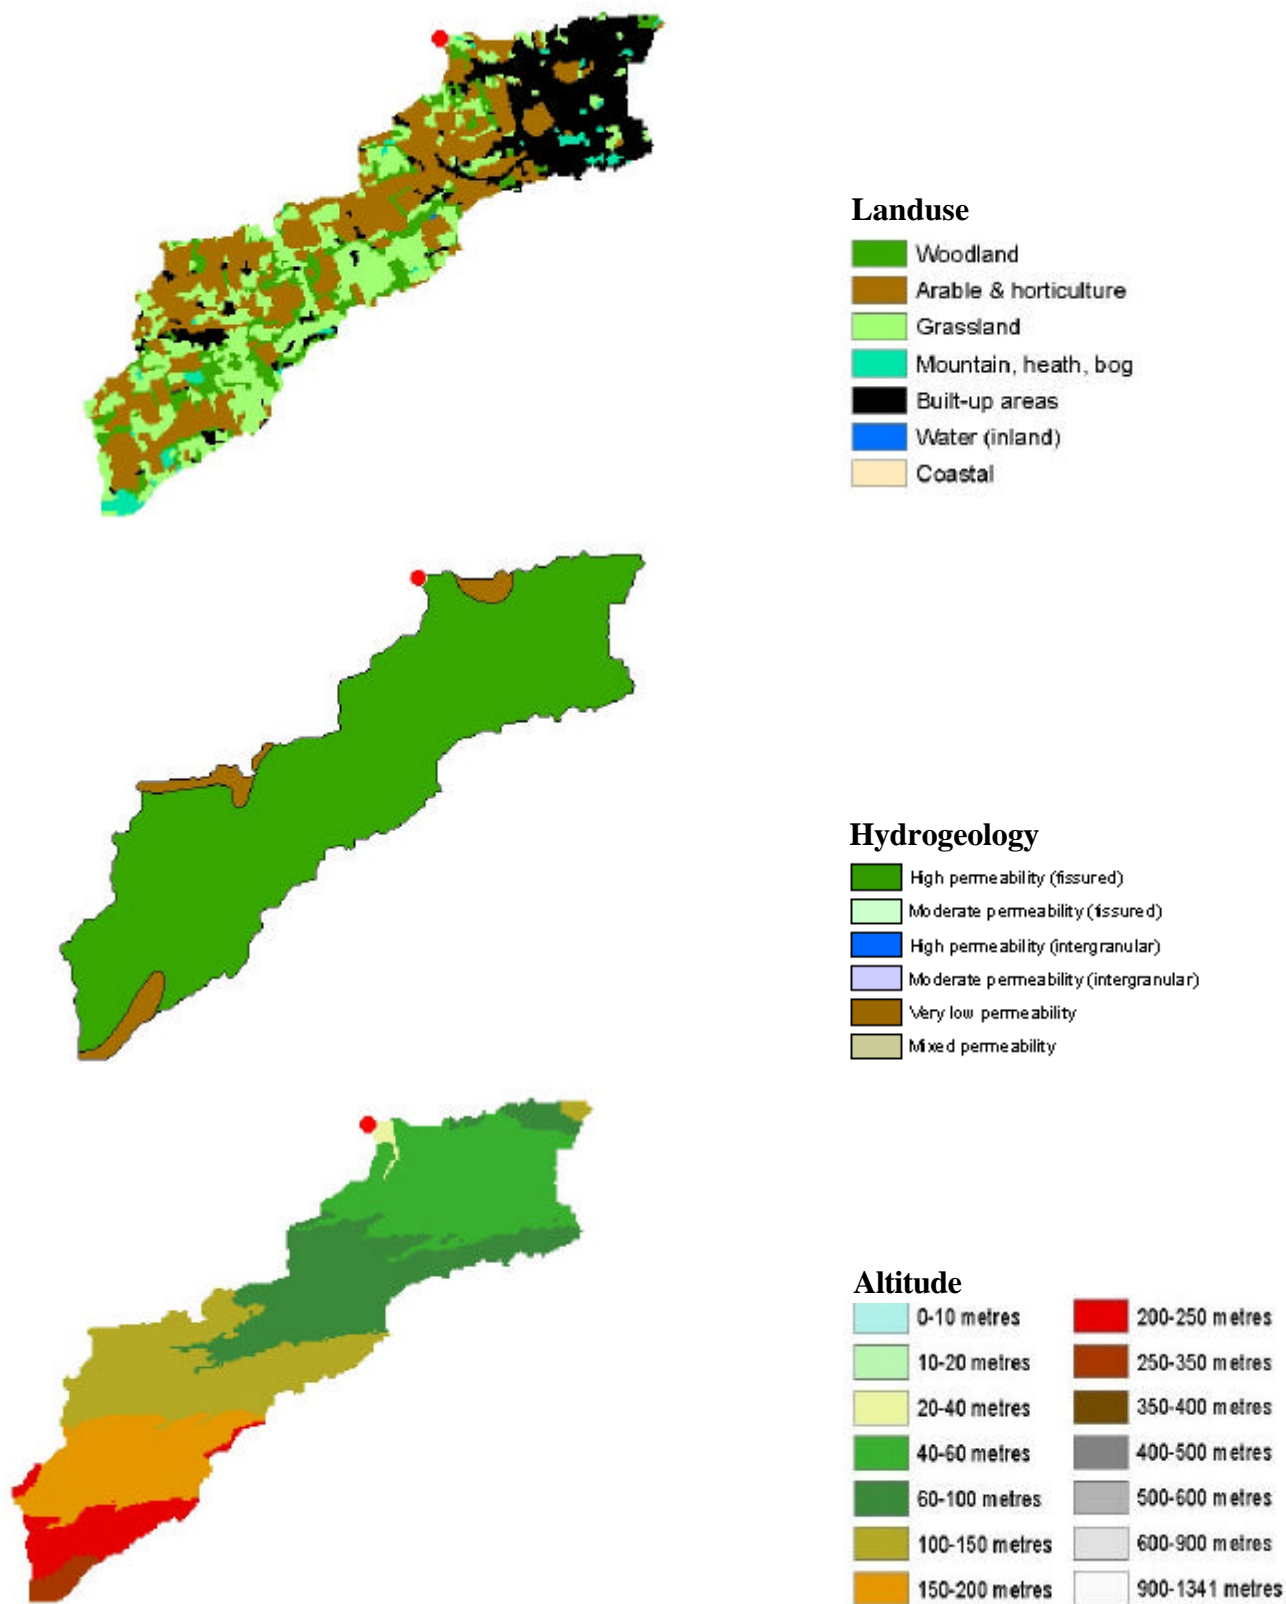 Landuse
Woodland
Arable & horticulture
Grassland
Mountain, heath, bog
Built-up areas
Water (inland)
Coastal
Hydrogeology
High permeability (fissured)
Moderate permeability (fissured)
High permeability (intergranular)
Moderate permeability (intergranular)
Very low permeability
Mixed permeability
Altitude
0-10 metres
10-20 metres
20-40 metres
40-60 metres
60-100 metres
100-150 metres
150-200 metres
200-250 metres
250-350 metres
350-400 metres
400-500 metres
500-600 metres
600-900 metres
900-1341 metres